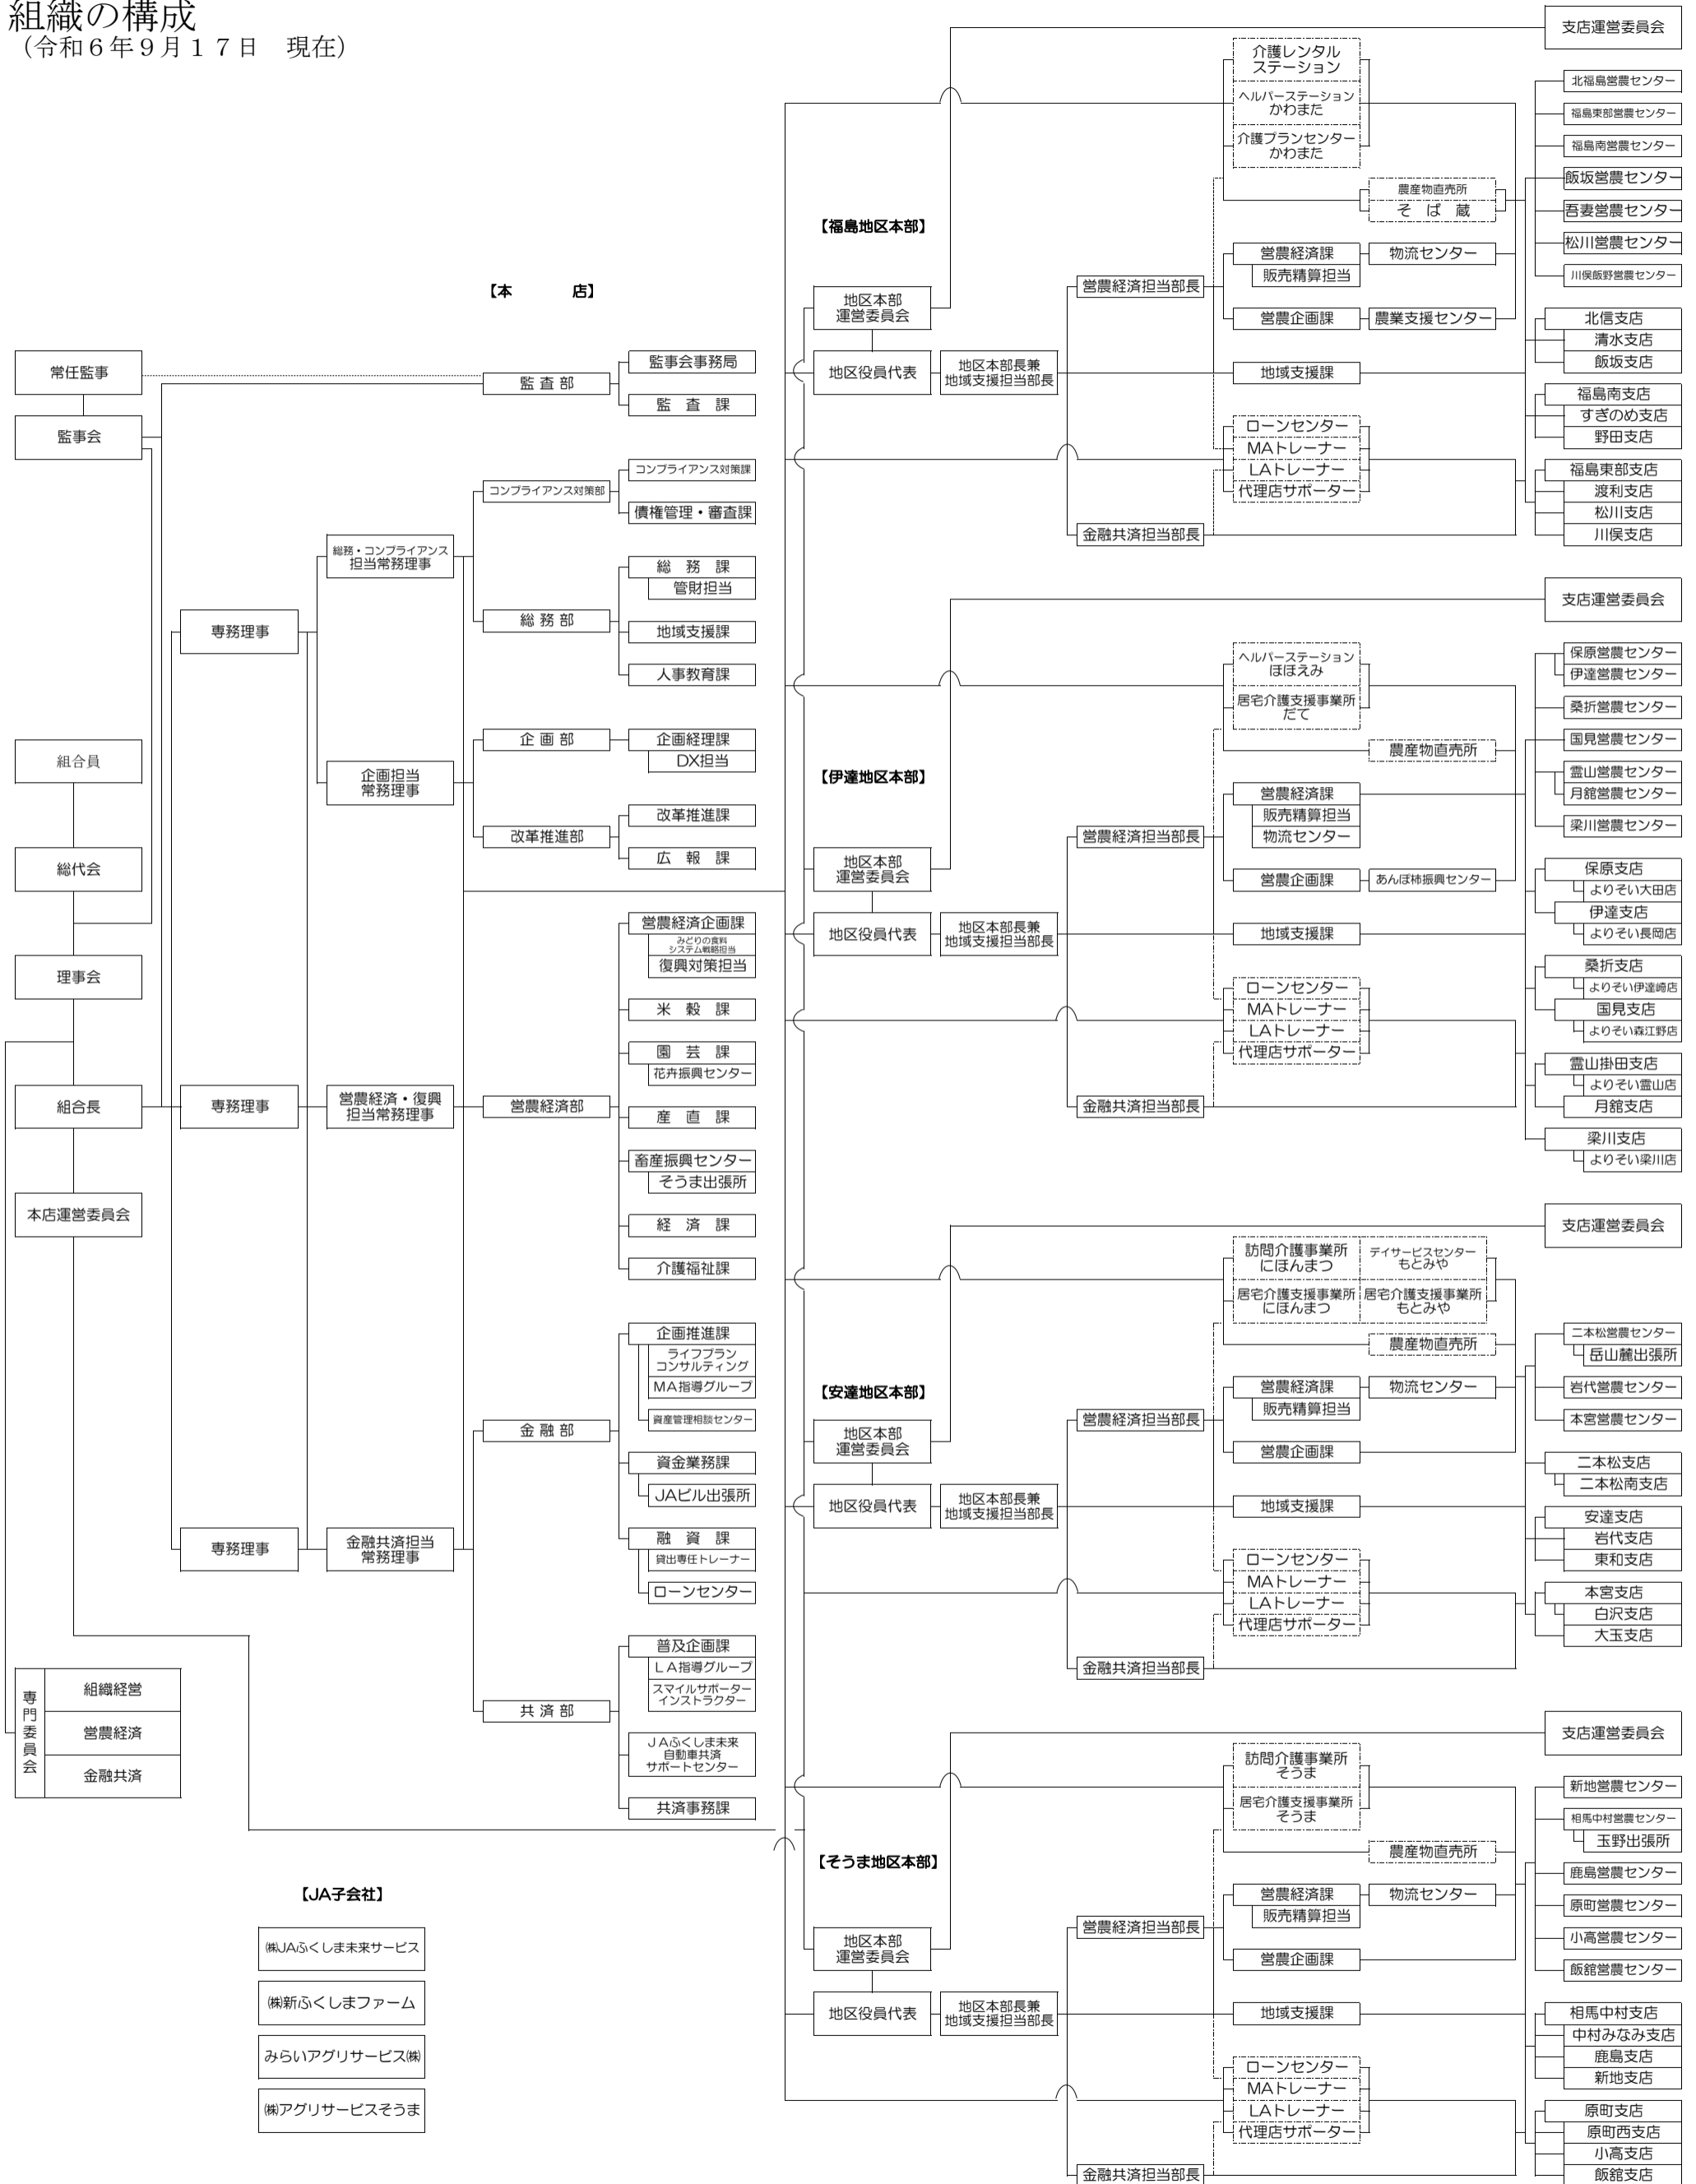 組織の構成
（令和６年９月１７日　現在）
【本　　　店】
常任監事
監事会
組合員
総代会
理事会
組合長
本店運営委員会
専門委員会
組織経営
営農経済
金融共済
専務理事
専務理事
専務理事
総務・コンプライアンス
担当常務理事
企画担当
常務理事
営農経済・復興
担当常務理事
金融共済担当
常務理事
監 査 部
監事会事務局
監　査　課
コンプライアンス対策部
コンプライアンス対策課
債権管理・審査課
総 務 部
総　務　課
管財担当
地域支援課
人事教育課
企 画 部
企画経理課
DX担当
改革推進部
改革推進課
広　報　課
営農経済部
営農経済企画課
みどりの食料
システム戦略担当
復興対策担当
米　穀　課
園　芸　課
花卉振興センター
産　直　課
畜産振興センター
そうま出張所
経　済　課
介護福祉課
金 融 部
企画推進課
ライフプラン
コンサルティング
MA指導グループ
資産管理相談センター
資金業務課
JAビル出張所
融　資　課
貸出専任トレーナー
ローンセンター
共 済 部
普及企画課
ＬＡ指導グループ
スマイルサポーター
インストラクター
ＪＡふくしま未来
自動車共済
サポートセンター
共済事務課
【JA子会社】
㈱JAふくしま未来サービス
㈱新ふくしまファーム
みらいアグリサービス㈱
㈱アグリサービスそうま
【福島地区本部】
地区本部
運営委員会
地区役員代表
地区本部長兼
地域支援担当部長
営農経済担当部長
金融共済担当部長
介護レンタル
ステーション
ヘルパーステーション
かわまた
介護プランセンター
かわまた
農産物直売所
そ　ば　蔵
営農経済課
販売精算担当
物流センター
営農企画課
農業支援センター
地域支援課
ローンセンター
MAトレーナー
LAトレーナー
代理店サポーター
支店運営委員会
北福島営農センター
福島東部営農センター
福島南営農センター
飯坂営農センター
吾妻営農センター
松川営農センター
川俣飯野営農センター
北信支店
清水支店
飯坂支店
福島南支店
すぎのめ支店
野田支店
福島東部支店
渡利支店
松川支店
川俣支店
【伊達地区本部】
地区本部
運営委員会
地区役員代表
地区本部長兼
地域支援担当部長
営農経済担当部長
金融共済担当部長
ヘルパーステーション
ほほえみ
居宅介護支援事業所
だて
農産物直売所
営農経済課
販売精算担当
物流センター
営農企画課
あんぽ柿振興センター
地域支援課
ローンセンター
MAトレーナー
LAトレーナー
代理店サポーター
支店運営委員会
保原営農センター
伊達営農センター
桑折営農センター
国見営農センター
霊山営農センター
月舘営農センター
梁川営農センター
保原支店
よりそい大田店
伊達支店
よりそい長岡店
桑折支店
よりそい伊達崎店
国見支店
よりそい森江野店
霊山掛田支店
よりそい霊山店
月舘支店
梁川支店
よりそい梁川店
【安達地区本部】
地区本部
運営委員会
地区役員代表
地区本部長兼
地域支援担当部長
営農経済担当部長
金融共済担当部長
訪問介護事業所
にほんまつ
デイサービスセンター
もとみや
居宅介護支援事業所
にほんまつ
居宅介護支援事業所
もとみや
農産物直売所
営農経済課
販売精算担当
物流センター
営農企画課
地域支援課
ローンセンター
MAトレーナー
LAトレーナー
代理店サポーター
支店運営委員会
二本松営農センター
岳山麓出張所
岩代営農センター
本宮営農センター
二本松支店
二本松南支店
安達支店
岩代支店
東和支店
本宮支店
白沢支店
大玉支店
【そうま地区本部】
地区本部
運営委員会
地区役員代表
地区本部長兼
地域支援担当部長
営農経済担当部長
金融共済担当部長
訪問介護事業所
そうま
居宅介護支援事業所
そうま
農産物直売所
営農経済課
販売精算担当
物流センター
営農企画課
地域支援課
ローンセンター
MAトレーナー
LAトレーナー
代理店サポーター
支店運営委員会
新地営農センター
相馬中村営農センター
玉野出張所
鹿島営農センター
原町営農センター
小高営農センター
飯舘営農センター
相馬中村支店
中村みなみ支店
鹿島支店
新地支店
原町支店
原町西支店
小高支店
飯舘支店